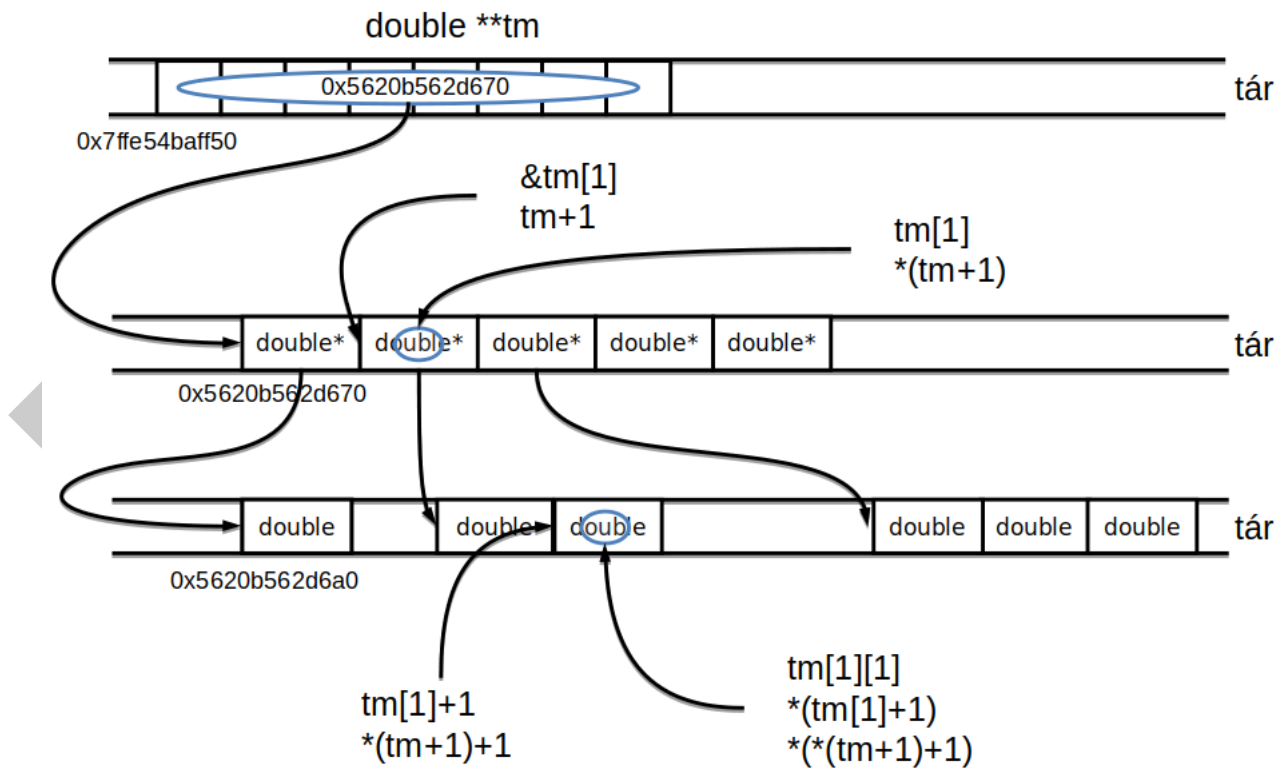 double **tm
0x5620b562d670
tár
0x7ffe54baff50
&tm[1]
tm+1
tm[1]
*(tm+1)
double* double* double* double* double*
tár
0x5620b562d670
double double double double double double
tár
0x5620b562d6a0
tm[1]+1
*(tm+1)+1
tm[1][1]
*(tm[1]+1)
*(*(tm+1)+1)